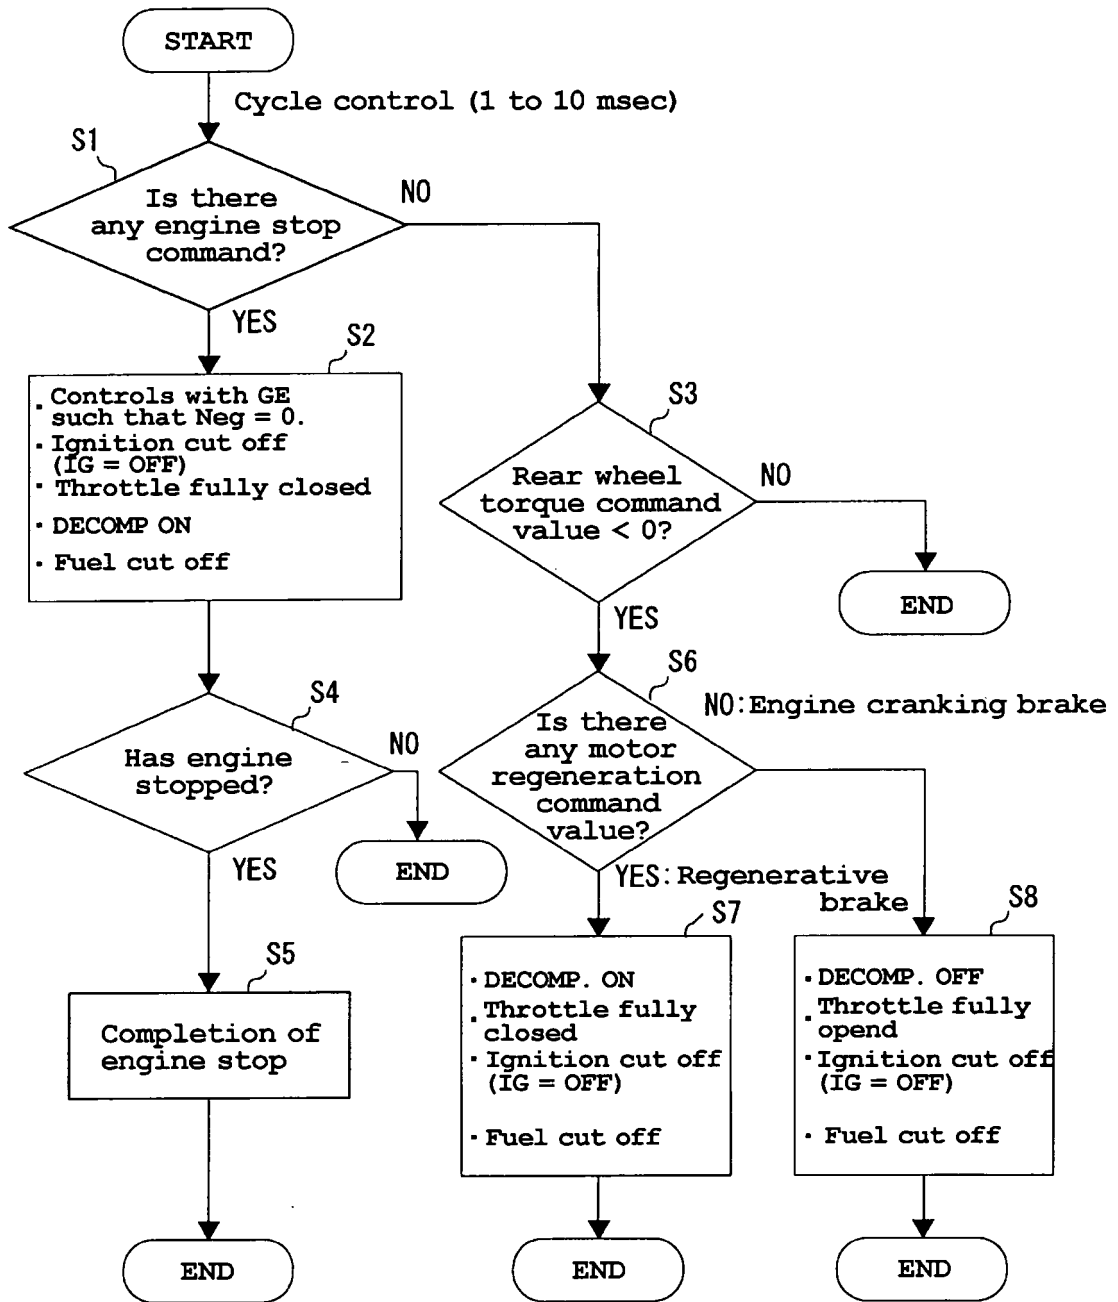 START
Cycle control (1 to 10 msec)
S1
Is there
any engine stop
command?
NO
YES
S2
· Controls with GE
such that Neg = 0.
· Ignition cut off
(IG = OFF)
· Throttle fully closed
· DECOMP ON
· Fuel cut off
S3
Rear wheel
torque command
value < 0?
NO
END
YES
S4
Has engine
stopped?
NO
END
YES
S5
Completion of
engine stop
END
S6
Is there
any motor
regeneration
command
value?
NO: Engine cranking brake
YES: Regenerative
brake
S7
· DECOMP. ON
· Throttle fully
closed
· Ignition cut off
(IG = OFF)
· Fuel cut off
END
S8
· DECOMP. OFF
· Throttle fully
opend
· Ignition cut off
(IG = OFF)
· Fuel cut off
END